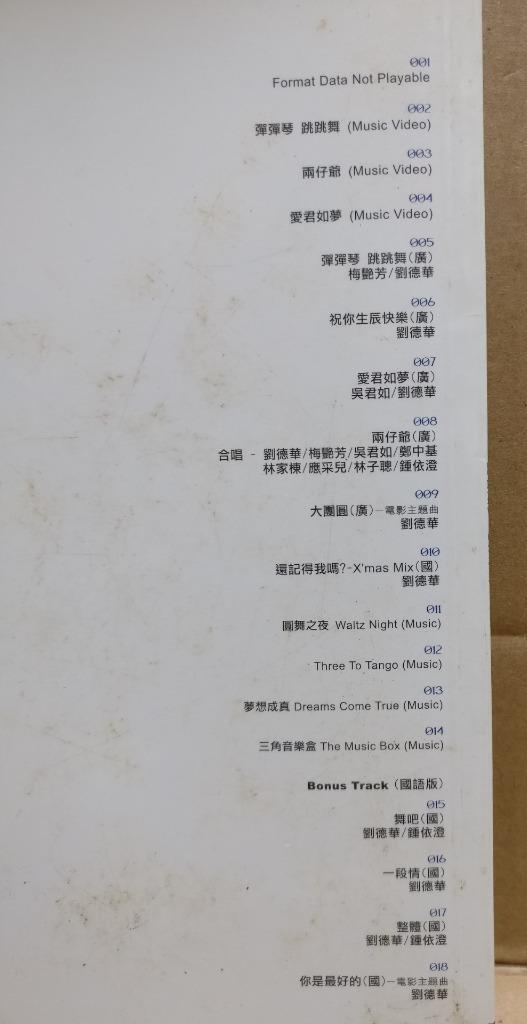 001
Format Data Not Playable
002
彈彈琴 跳跳舞 (Music Video)
003
兩仔爺 (Music Video)
004
愛君如夢 (Music Video)
005
彈彈琴 跳跳舞(廣)
梅艷芳/劉德華
006
祝你生辰快樂(廣)
劉德華
007
愛君如夢(廣)
吳君如/劉德華
008
兩仔爺(廣)
合唱 - 劉德華/梅艷芳/吳君如/鄭中基
林家棟/應采兒/林子聰/鍾依澄
009
大團圓(廣)—電影主題曲
劉德華
010
還記得我嗎?-X'mas Mix(國)
劉德華
011
圓舞之夜 Waltz Night (Music)
012
Three To Tango (Music)
013
夢想成真 Dreams Come True (Music)
014
三角音樂盒 The Music Box (Music)
Bonus Track (國語版)
015
舞吧(國)
劉德華/鍾依澄
016
一段情(國)
劉德華
017
整體(國)
劉德華/鍾依澄
018
你是最好的(國)—電影主題曲
劉德華